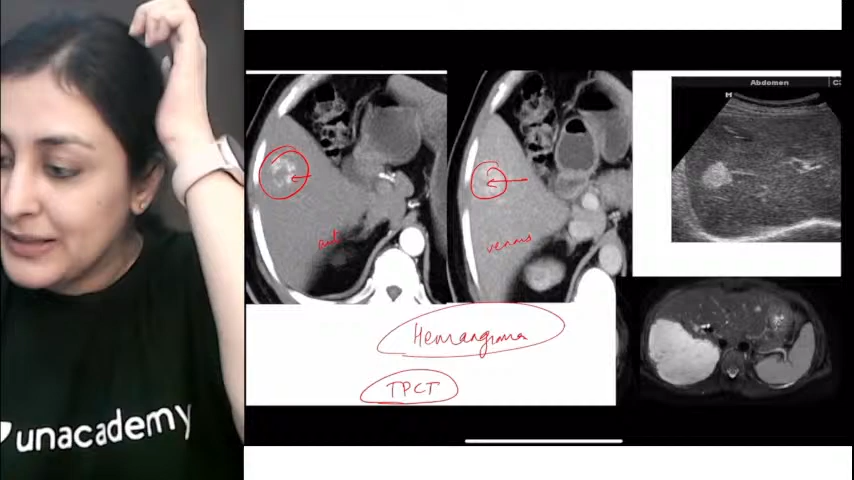 Abdomen
H
art
venous
Hemangioma
TPCT
unacademy